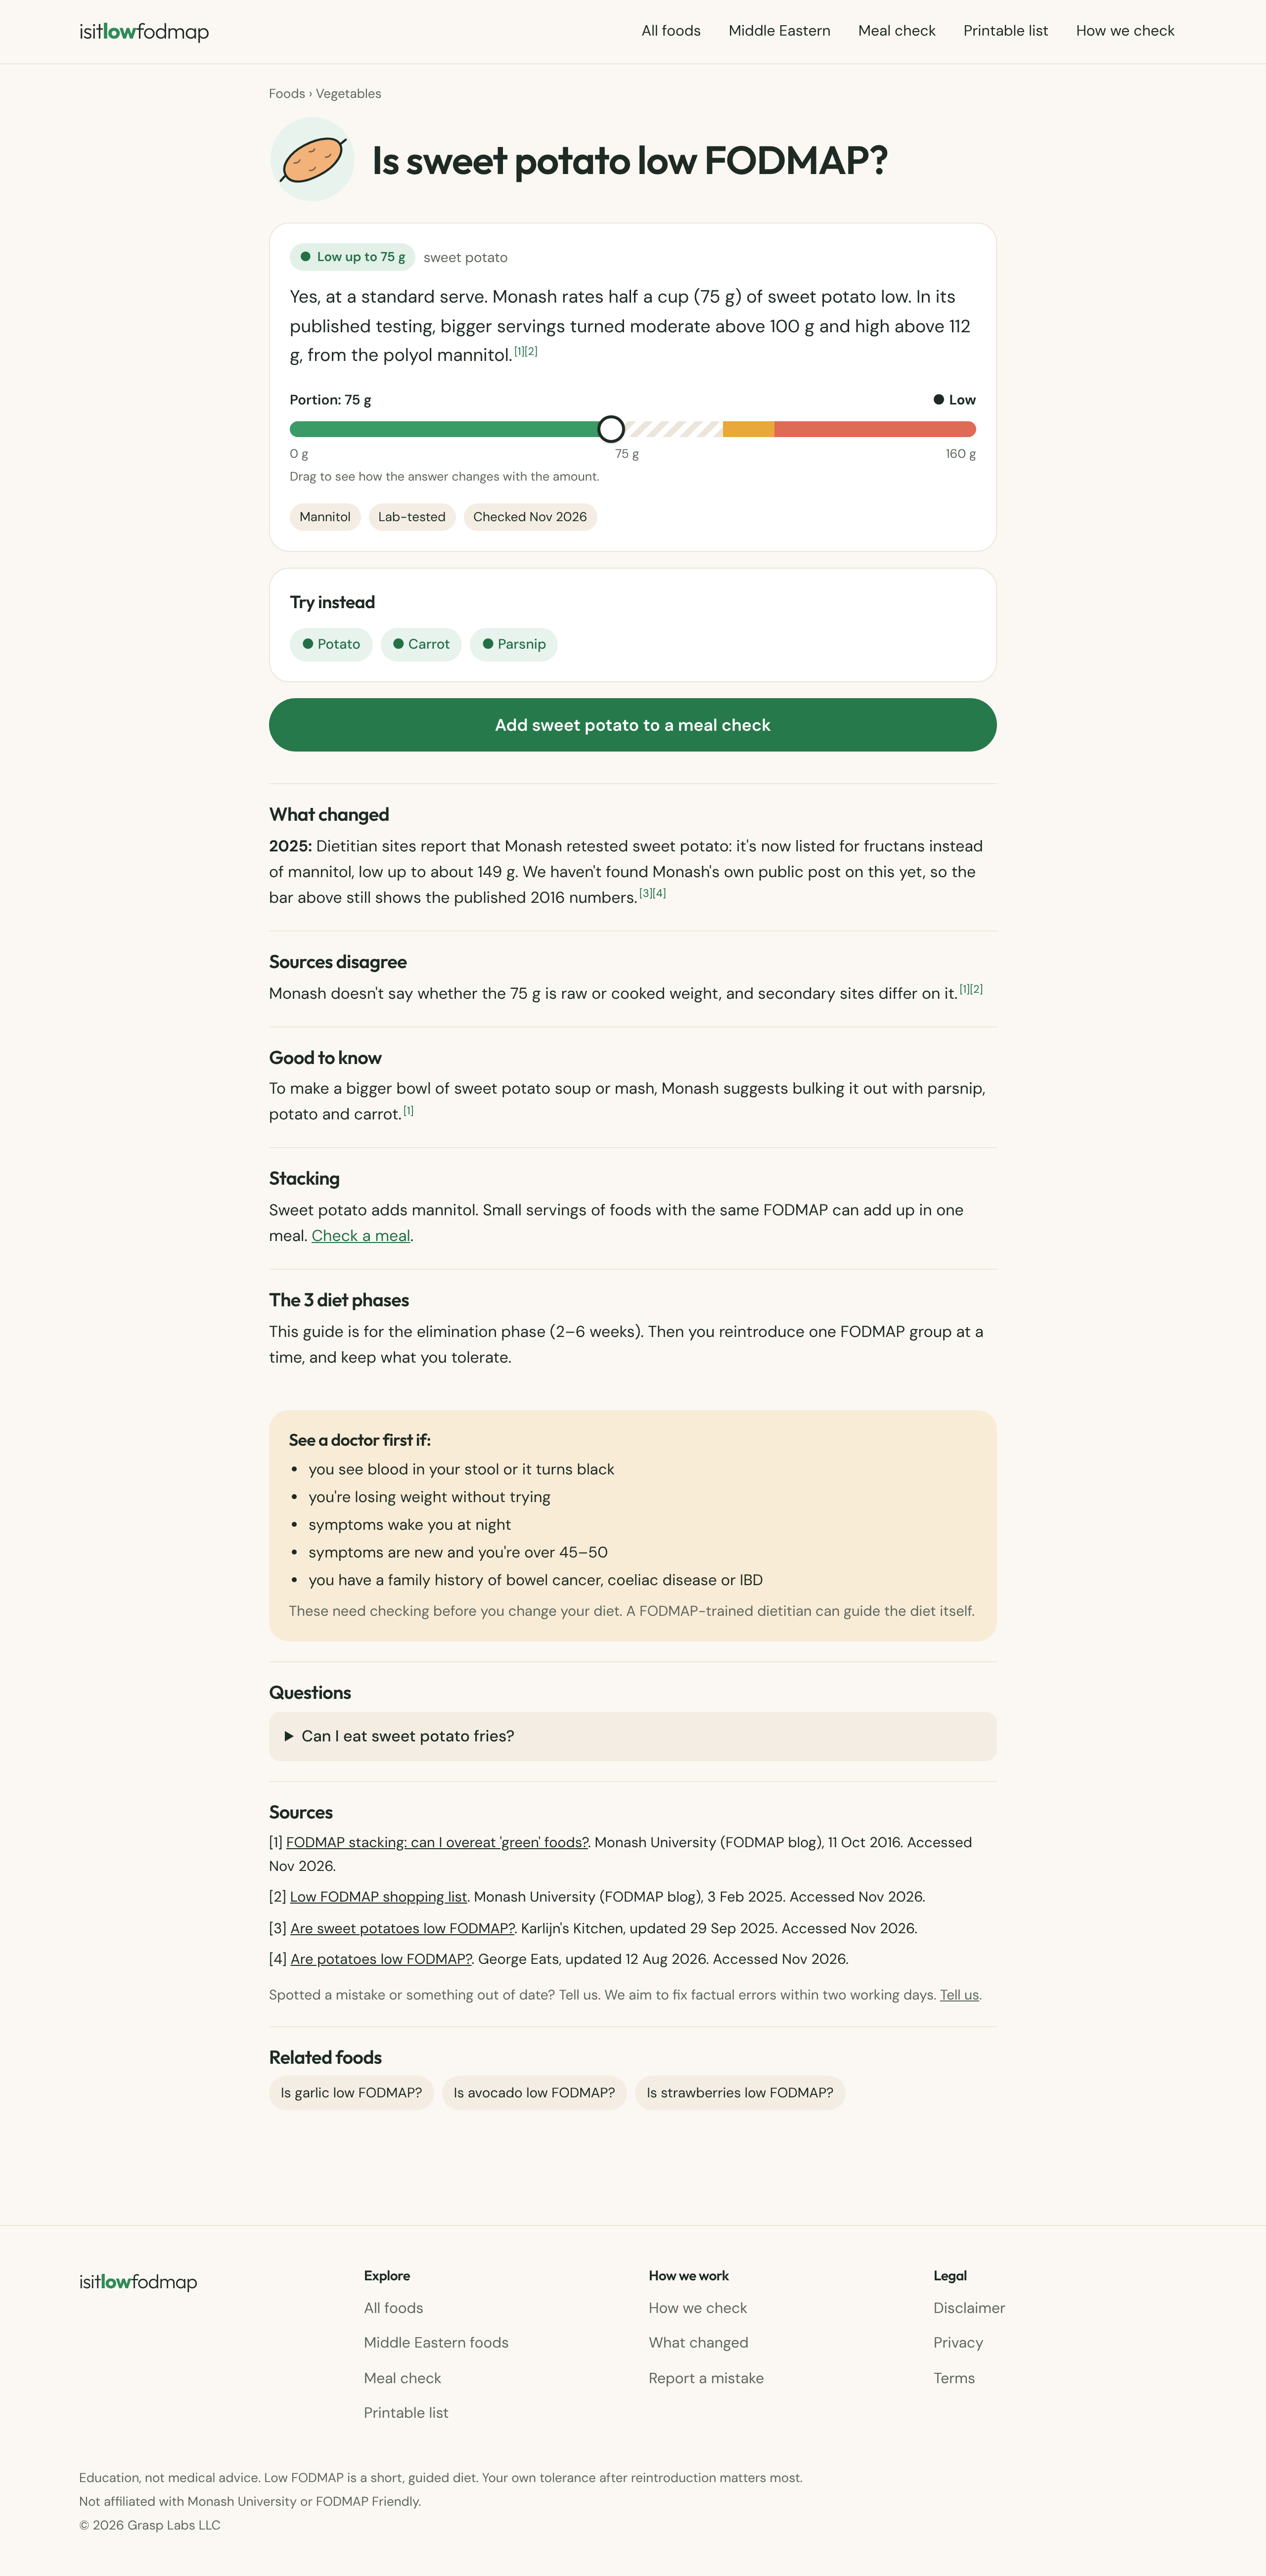 isitlowfodmap
All foods
Middle Eastern
Meal check
Printable list
How we check
Foods › Vegetables
Is sweet potato low FODMAP?
Low up to 75 g
sweet potato
Yes, at a standard serve. Monash rates half a cup (75 g) of sweet potato low. In its
published testing, bigger servings turned moderate above 100 g and high above 112
g, from the polyol mannitol. [1][2]
Portion: 75 g
Low
0 g
75 g
160 g
Drag to see how the answer changes with the amount.
Mannitol
Lab-tested
Checked Nov 2026
Try instead
Potato
Carrot
Parsnip
Add sweet potato to a meal check
What changed
2025: Dietitian sites report that Monash retested sweet potato: it's now listed for fructans instead
of mannitol, low up to about 149 g. We haven't found Monash's own public post on this yet, so the
bar above still shows the published 2016 numbers. [3][4]
Sources disagree
Monash doesn't say whether the 75 g is raw or cooked weight, and secondary sites differ on it. [1][2]
Good to know
To make a bigger bowl of sweet potato soup or mash, Monash suggests bulking it out with parsnip,
potato and carrot. [1]
Stacking
Sweet potato adds mannitol. Small servings of foods with the same FODMAP can add up in one
meal. Check a meal.
The 3 diet phases
This guide is for the elimination phase (2–6 weeks). Then you reintroduce one FODMAP group at a
time, and keep what you tolerate.
See a doctor first if:
• you see blood in your stool or it turns black
• you're losing weight without trying
• symptoms wake you at night
• symptoms are new and you're over 45–50
• you have a family history of bowel cancer, coeliac disease or IBD
These need checking before you change your diet. A FODMAP-trained dietitian can guide the diet itself.
Questions
Can I eat sweet potato fries?
Sources
[1] FODMAP stacking: can I overeat 'green' foods?. Monash University (FODMAP blog), 11 Oct 2016. Accessed
Nov 2026.
[2] Low FODMAP shopping list. Monash University (FODMAP blog), 3 Feb 2025. Accessed Nov 2026.
[3] Are sweet potatoes low FODMAP?. Karlijn's Kitchen, updated 29 Sep 2025. Accessed Nov 2026.
[4] Are potatoes low FODMAP?. George Eats, updated 12 Aug 2026. Accessed Nov 2026.
Spotted a mistake or something out of date? Tell us. We aim to fix factual errors within two working days. Tell us.
Related foods
Is garlic low FODMAP?
Is avocado low FODMAP?
Is strawberries low FODMAP?
isitlowfodmap
Explore
All foods
Middle Eastern foods
Meal check
Printable list
How we work
How we check
What changed
Report a mistake
Legal
Disclaimer
Privacy
Terms
Education, not medical advice. Low FODMAP is a short, guided diet. Your own tolerance after reintroduction matters most.
Not affiliated with Monash University or FODMAP Friendly.
© 2026 Grasp Labs LLC